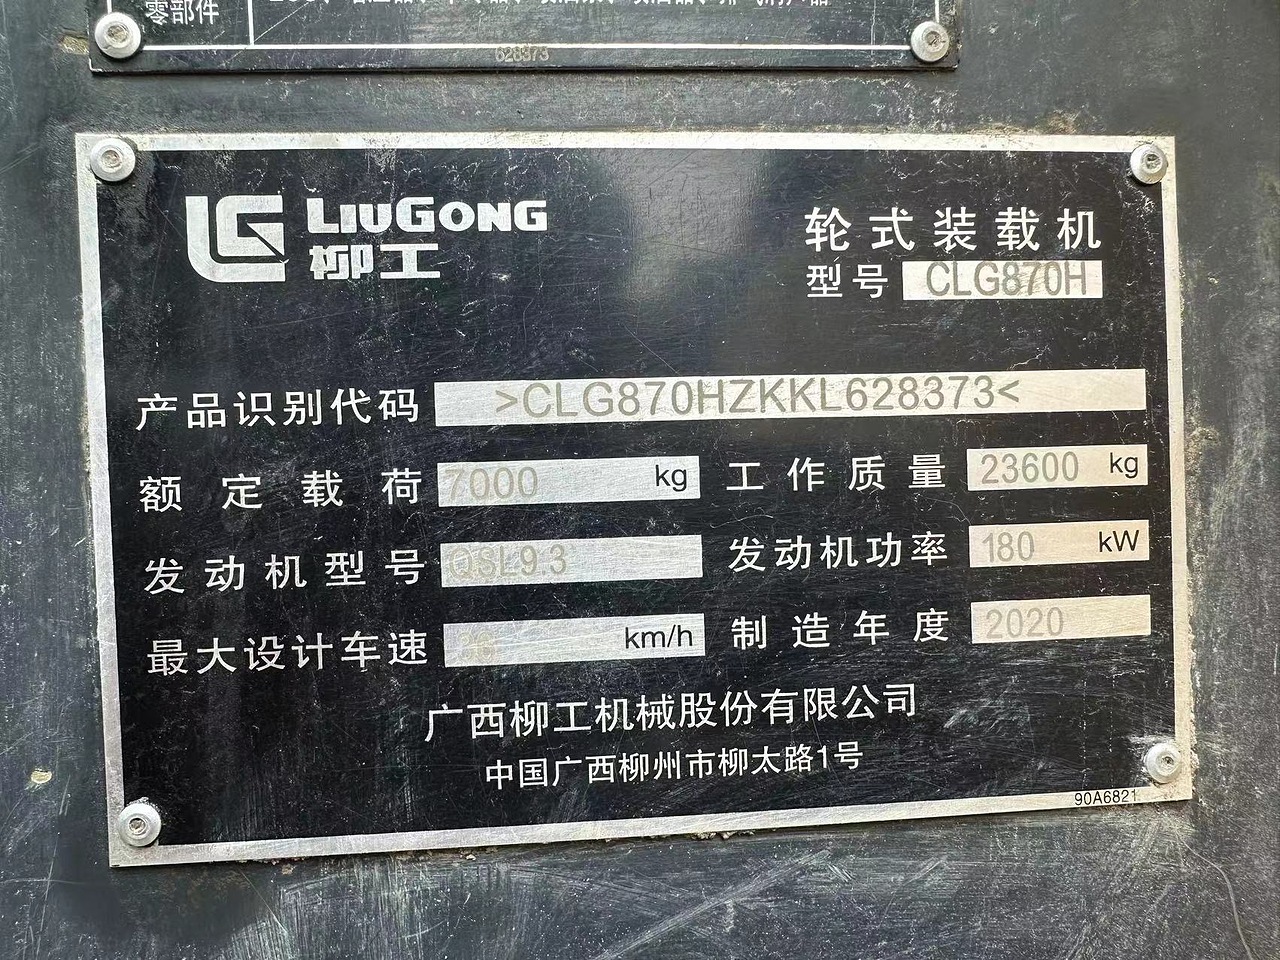 零部件
628373
LIUGONG
柳工
轮式装载机
型号 CLG870H
产品识别代码 >CLG870HZKKL628373<
额定载荷 7000 kg 工作质量 23600 kg
发动机型号 QSL9.3 发动机功率 180 kW
最大设计车速 km/h 制造年度 2020
广西柳工机械股份有限公司
中国广西柳州市柳太路1号
90A6821